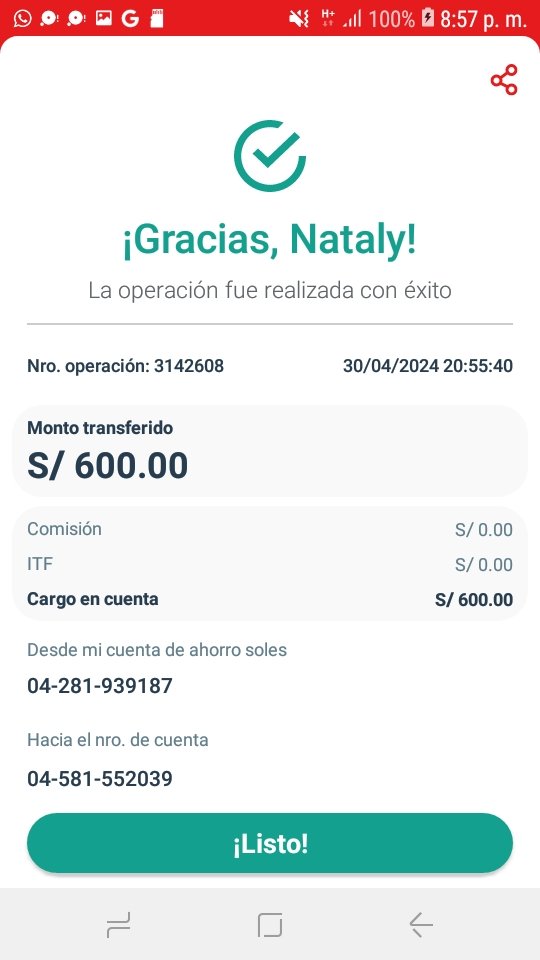 H+ 100% 8:57 p. m.
¡Gracias, Nataly!
La operación fue realizada con éxito
Nro. operación: 3142608 30/04/2024 20:55:40
Monto transferido
S/ 600.00
Comisión S/ 0.00
ITF S/ 0.00
Cargo en cuenta S/ 600.00
Desde mi cuenta de ahorro soles
04-281-939187
Hacia el nro. de cuenta
04-581-552039
¡Listo!